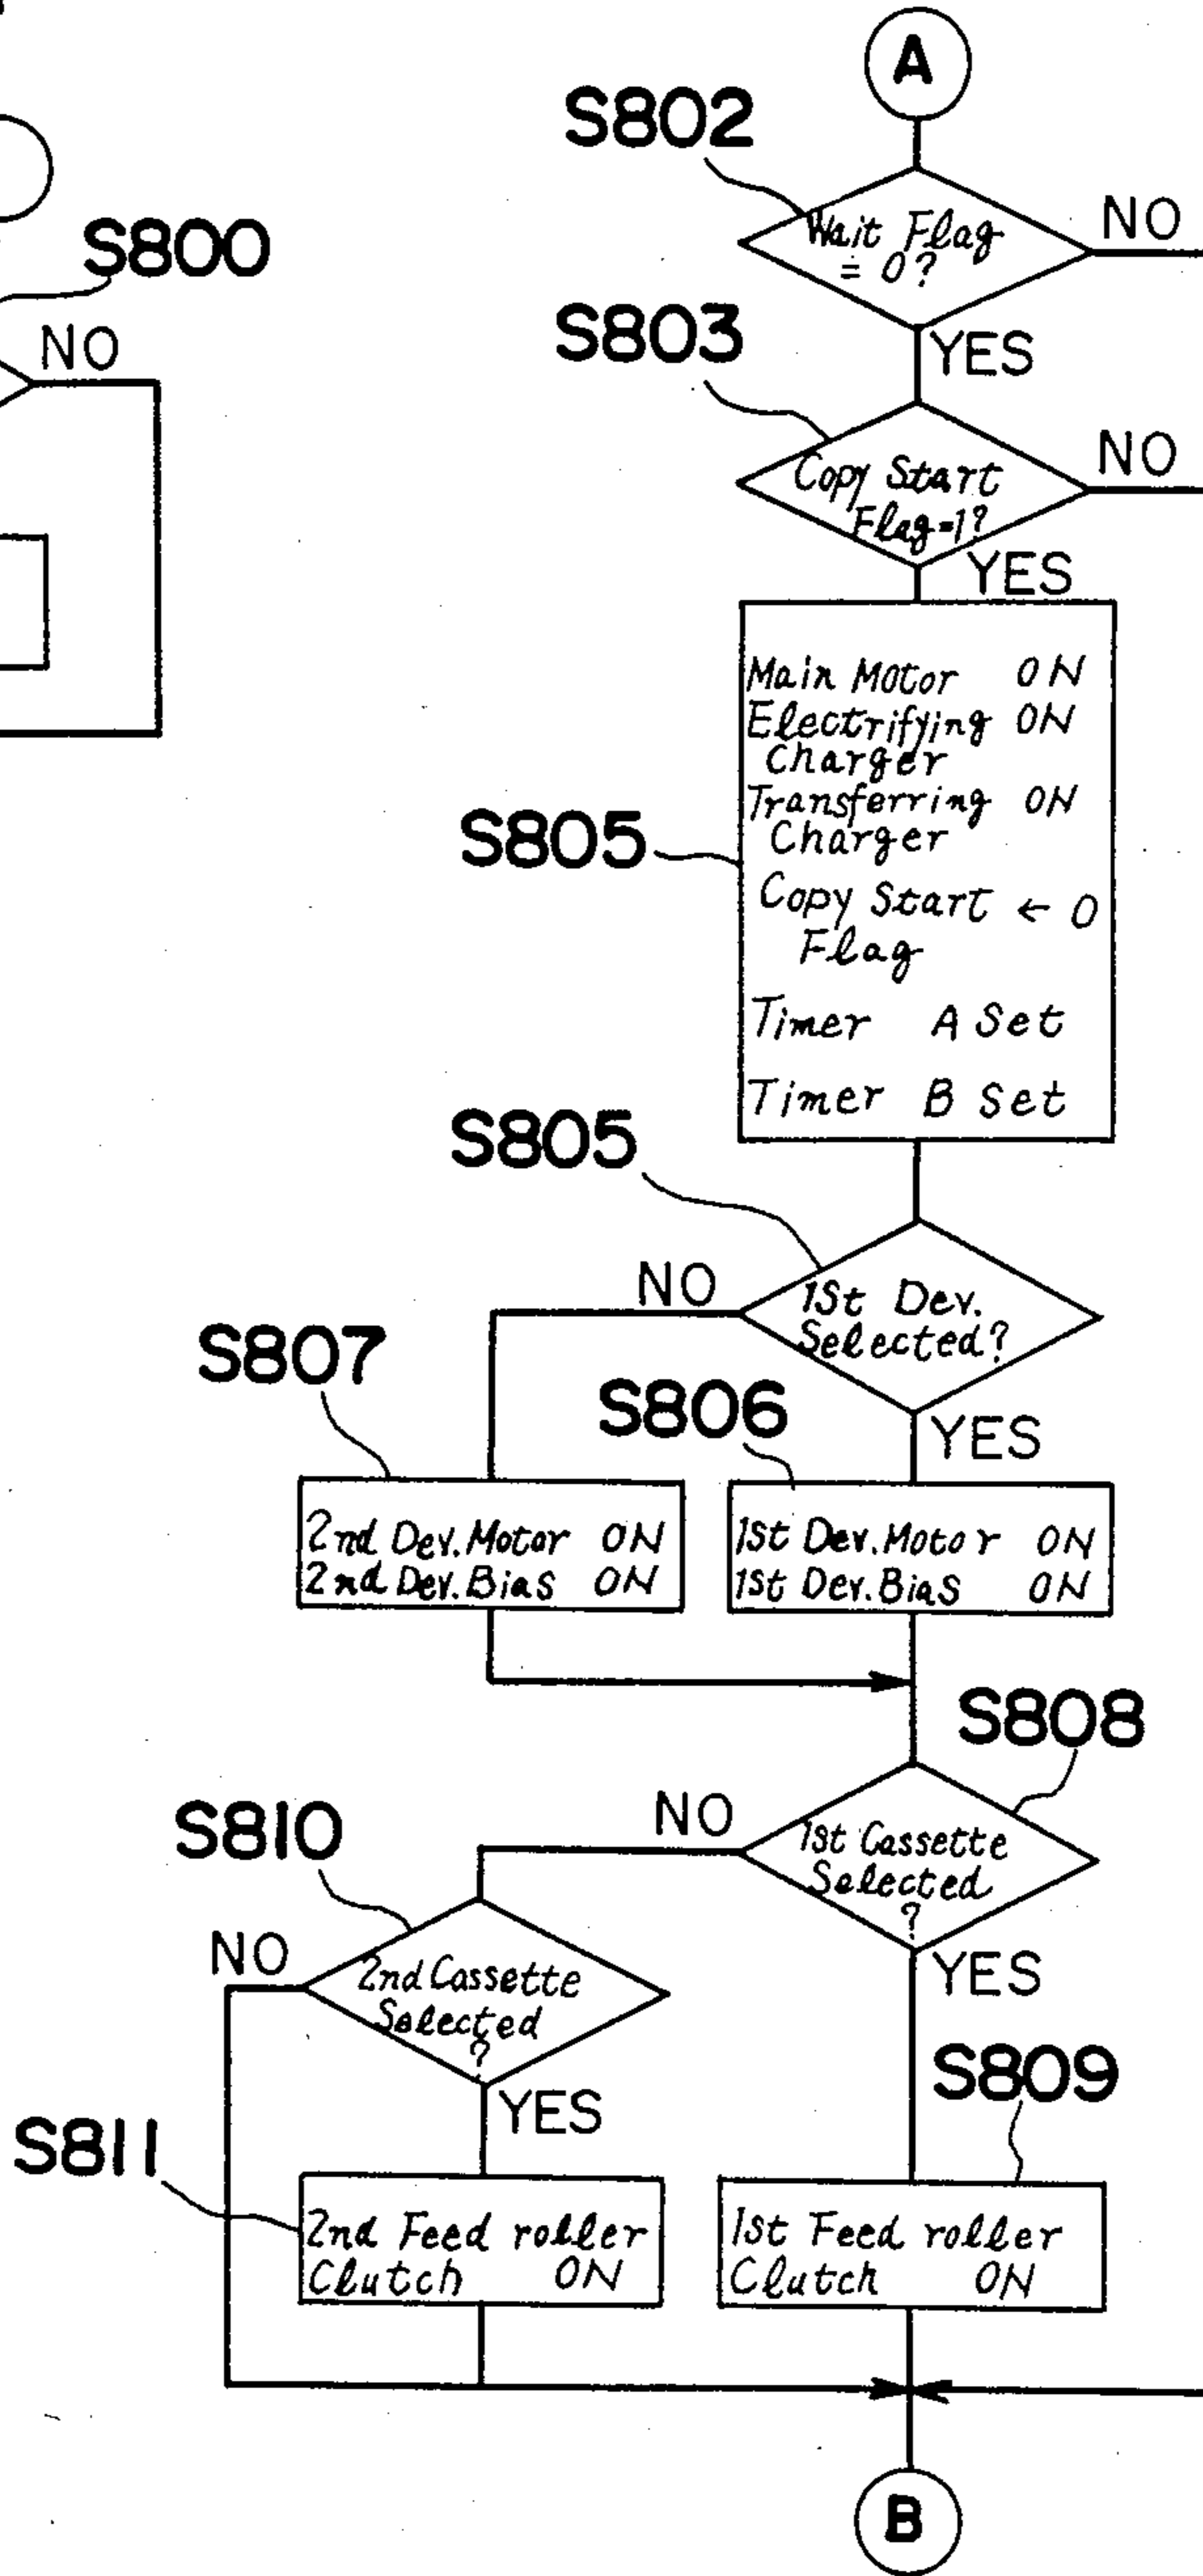 A
S802
Wait Flag
= 0?
NO
S800
NO
YES
S803
Copy Start
Flag=1?
NO
YES
Main Motor ON
Electrifying ON
Charger
Transferring ON
Charger
S805
Copy Start ← 0
Flag
Timer A Set
Timer B Set
S805
1St Dev.
Selected?
NO
YES
S807
S806
2nd Dev. Motor ON
2nd Dev. Bias ON
1St Dev. Motor ON
1St Dev. Bias ON
S808
1st Cassette
Selected
?
NO
YES
S810
2nd Cassette
Selected
?
NO
YES
S809
S811
2nd Feed roller
Clutch ON
1St Feed roller
Clutch ON
B